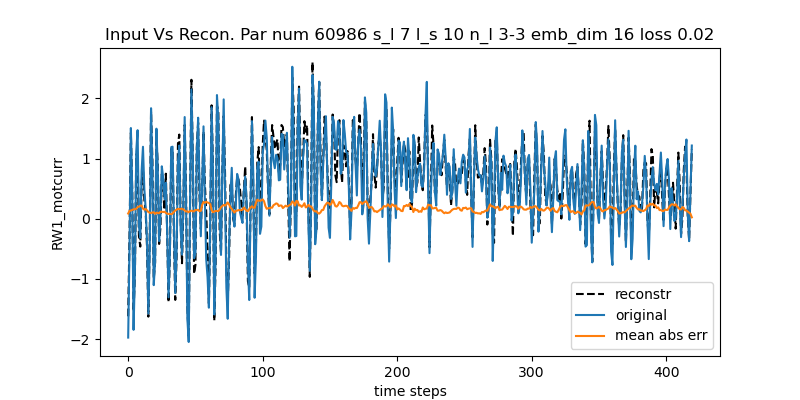 Input Vs Recon. Par num 60986 s_l 7 l_s 10 n_l 3-3 emb_dim 16 loss 0.02
2
1
0
−1
−2
RW1_motcurr
0 100 200 300 400
time steps
reconstr
original
mean abs err